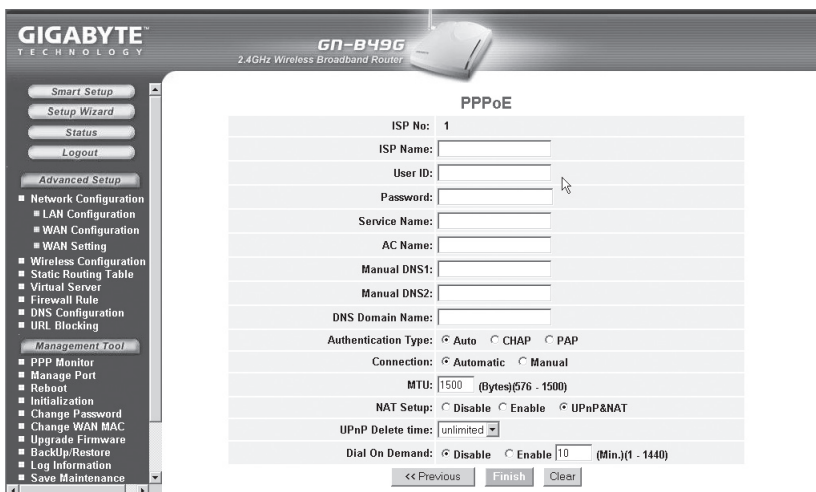 GIGABYTE™
TECHNOLOGY
GN-B49G
2.4GHz Wireless Broadband Router
Smart Setup
Setup Wizard
Status
Logout
Advanced Setup
Network Configuration
LAN Configuration
WAN Configuration
WAN Setting
Wireless Configuration
Static Routing Table
Virtual Server
Firewall Rule
DNS Configuration
URL Blocking
Management Tool
PPP Monitor
Manage Port
Reboot
Initialization
Change Password
Change WAN MAC
Upgrade Firmware
BackUp/Restore
Log Information
Save Maintenance
PPPoE
ISP No: 1
ISP Name:
User ID:
Password:
Service Name:
AC Name:
Manual DNS1:
Manual DNS2:
DNS Domain Name:
Authentication Type: Auto CHAP PAP
Connection: Automatic Manual
MTU: 1500 (Bytes)(576 - 1500)
NAT Setup: Disable Enable UPnP&NAT
UPnP Delete time: unlimited
Dial On Demand: Disable Enable 10 (Min.)(1 - 1440)
<< Previous Finish Clear